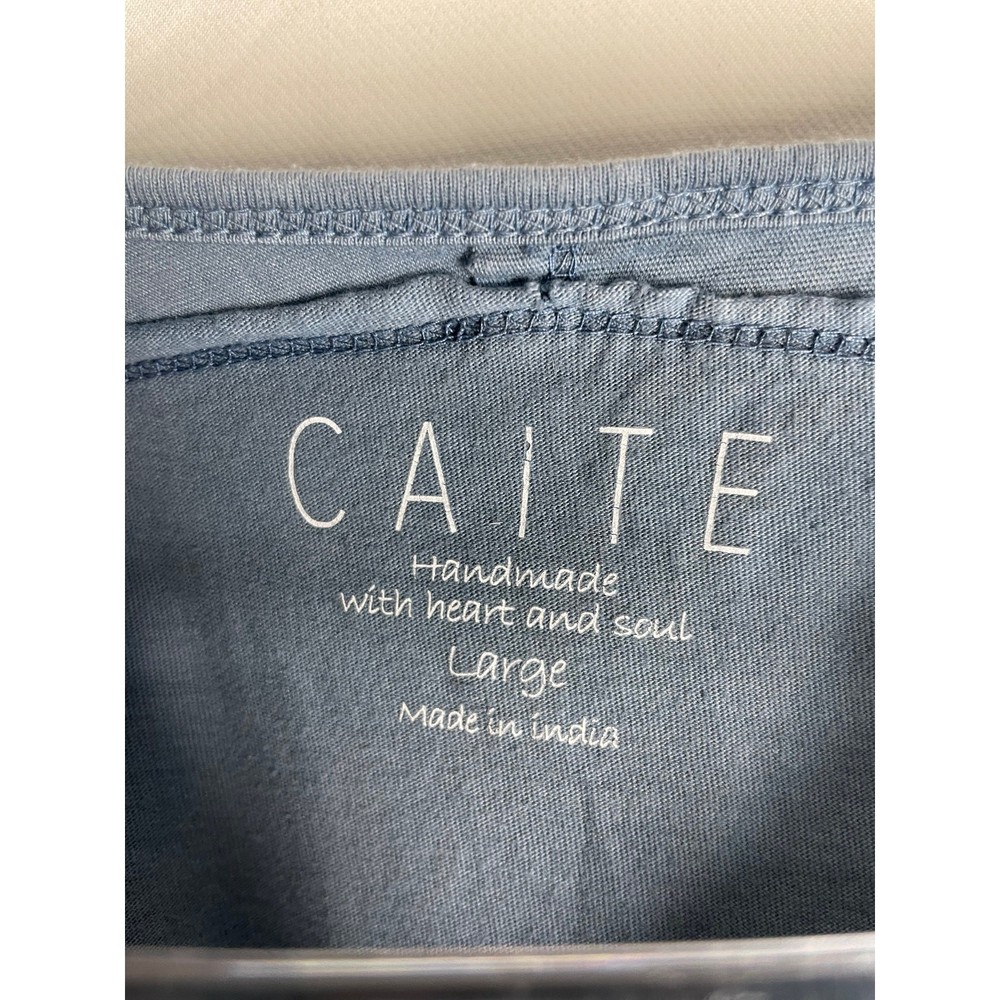 CAITE
Handmade
with heart and soul
Large
Made in india